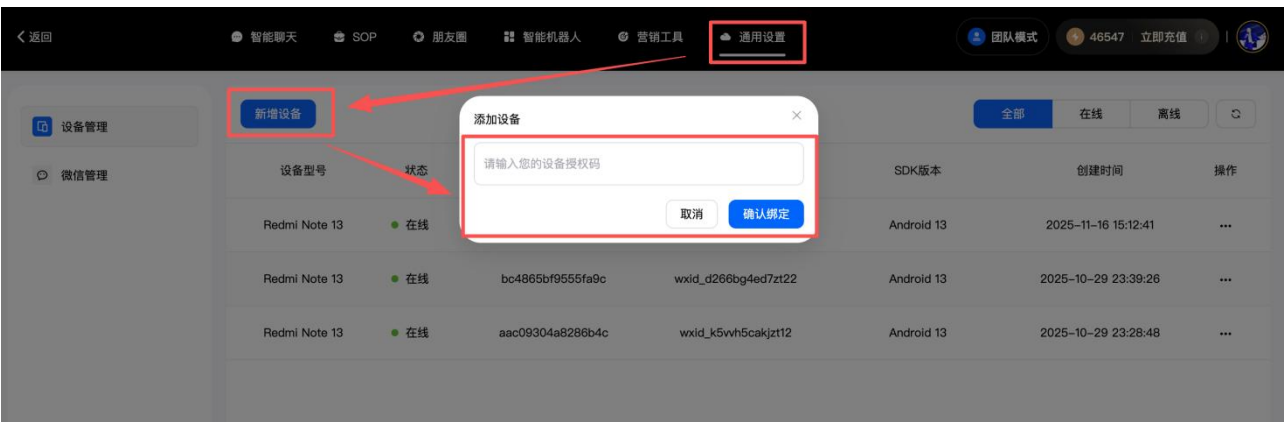 返回 智能聊天 SOP 朋友圈 智能机器人 营销工具 通用设置 团队模式 46547 立即充值
新增设备 添加设备 全部 在线 离线
设备管理
请输入您的设备授权码
设备型号 状态 SDK版本 创建时间 操作
微信管理
取消 确认绑定
Redmi Note 13 在线 Android 13 2025-11-16 15:12:41
Redmi Note 13 在线 bc4865bf9555fa9c wxid_d266bg4ed7zt22 Android 13 2025-10-29 23:39:26
Redmi Note 13 在线 aac09304a8286b4c wxid_k5vvh5cakjzt12 Android 13 2025-10-29 23:28:48